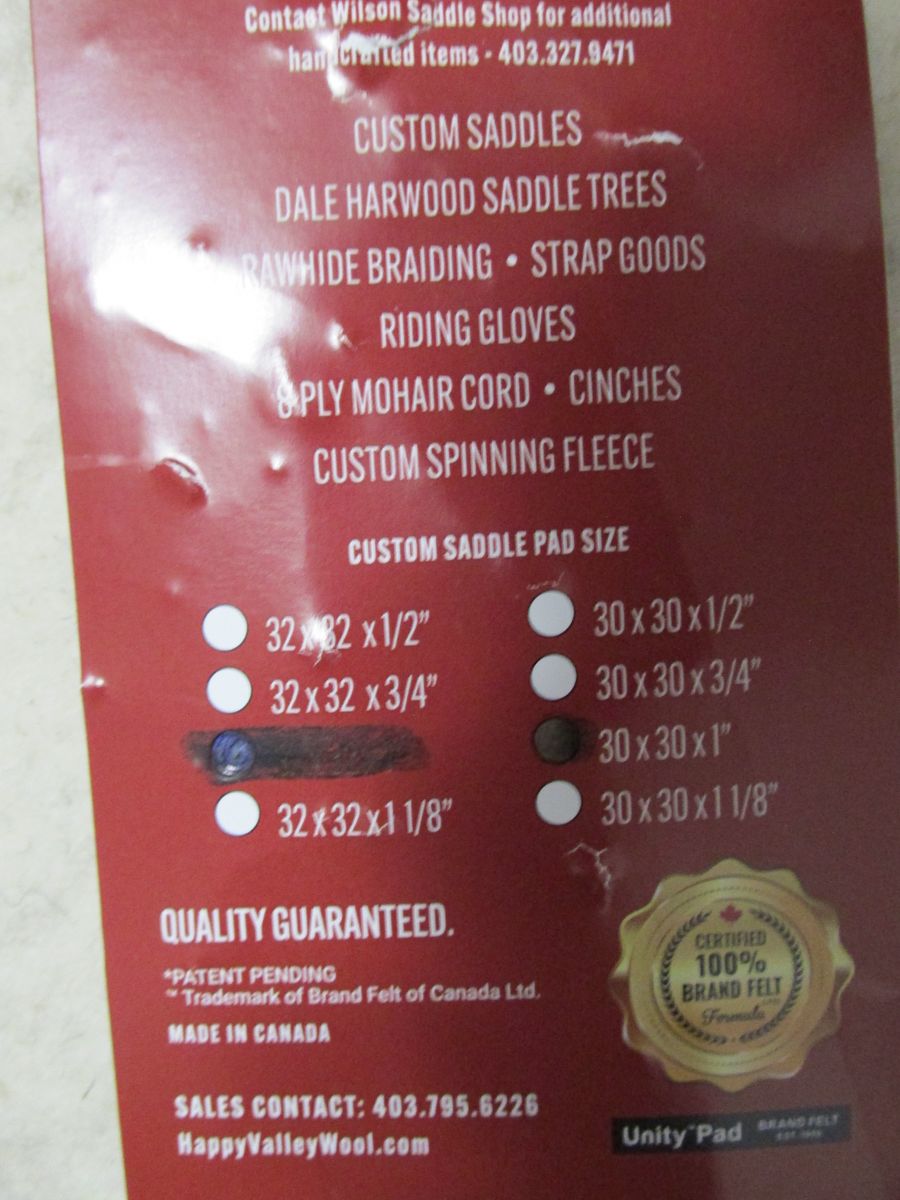 Contact Wilson Saddle Shop for additional
handcrafted items - 403.327.9471
CUSTOM SADDLES
DALE HARWOOD SADDLE TREES
RAWHIDE BRAIDING • STRAP GOODS
RIDING GLOVES
8 PLY MOHAIR CORD • CINCHES
CUSTOM SPINNING FLEECE
CUSTOM SADDLE PAD SIZE
32 x 32 x 1/2" 30 x 30 x 1/2"
32 x 32 x 3/4" 30 x 30 x 3/4"
30 x 30 x 1"
32 x 32 x 1 1/8" 30 x 30 x 1 1/8"
QUALITY GUARANTEED.
*PATENT PENDING
™ Trademark of Brand Felt of Canada Ltd.
MADE IN CANADA
CERTIFIED
100%
BRAND FELT
Formula
SALES CONTACT: 403.795.6226
HappyValleyWool.com
Unity™Pad BRAND FELT